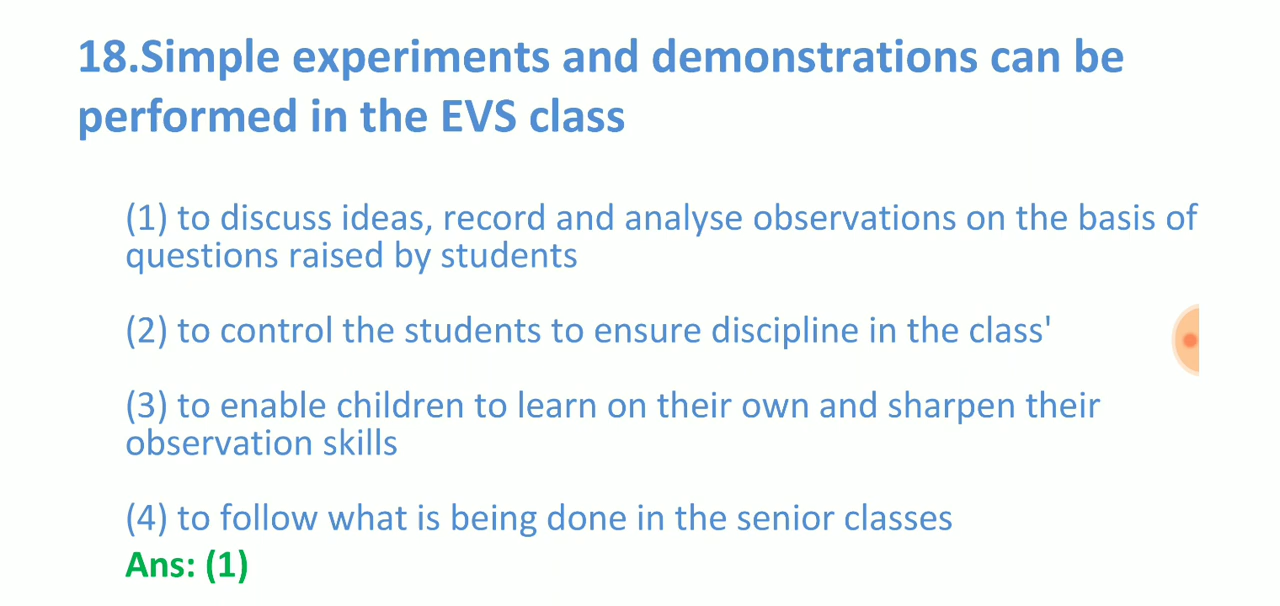 18.Simple experiments and demonstrations can be
performed in the EVS class
(1) to discuss ideas, record and analyse observations on the basis of
questions raised by students
(2) to control the students to ensure discipline in the class'
(3) to enable children to learn on their own and sharpen their
observation skills
(4) to follow what is being done in the senior classes
Ans: (1)